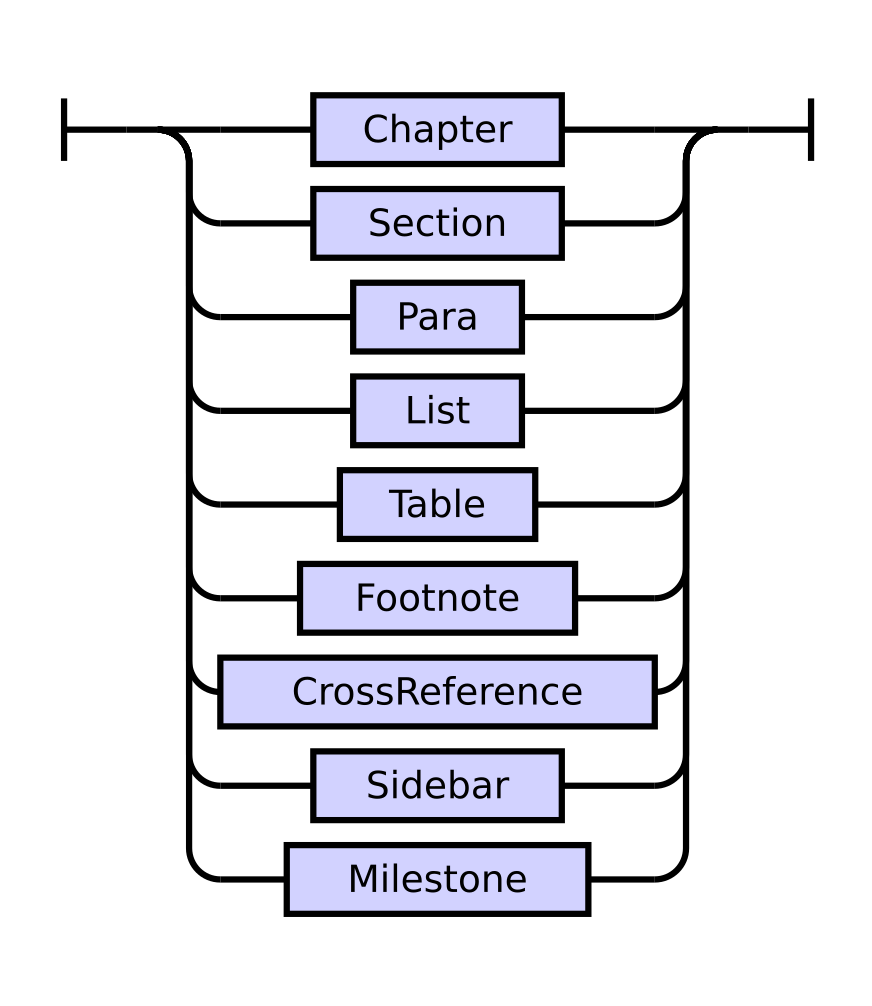 Chapter
Section
Para
List
Table
Footnote
CrossReference
Sidebar
Milestone